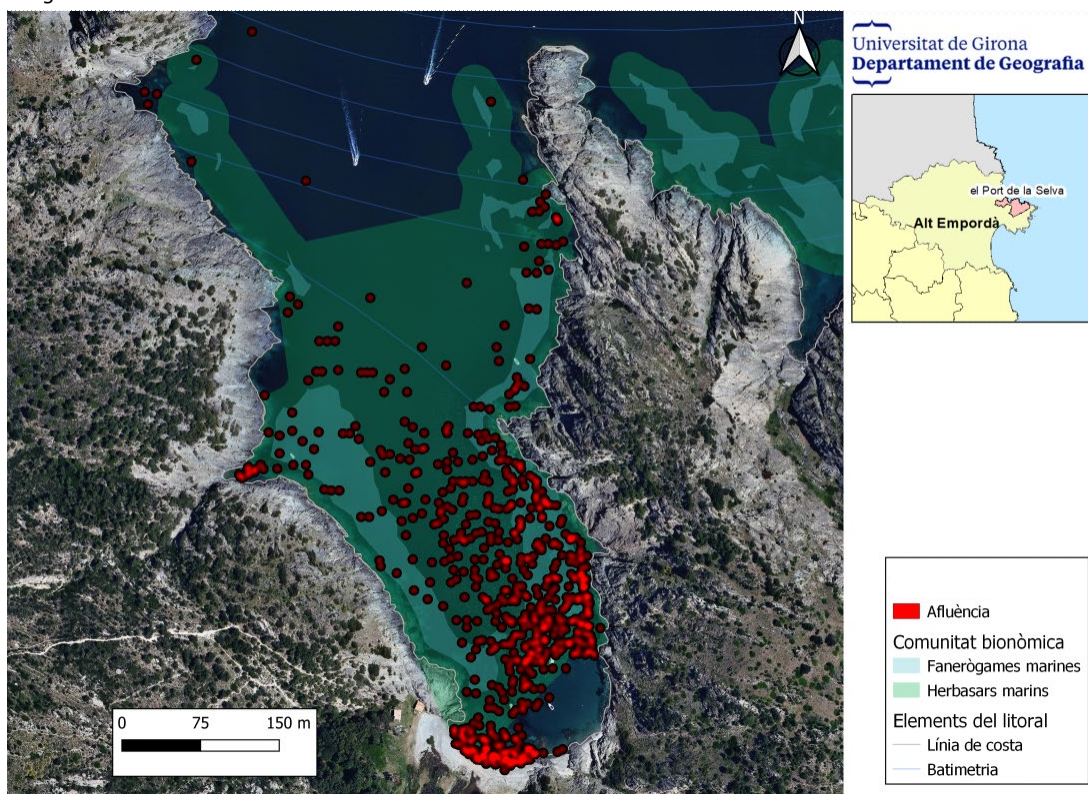 N
Universitat de Girona
Departament de Geografia
el Port de la Selva
Alt Empordà
Afluència
Comunitat bionòmica
Fanerògames marines
Herbasars marins
Elements del litoral
Línia de costa
Batimetria
0 75 150 m